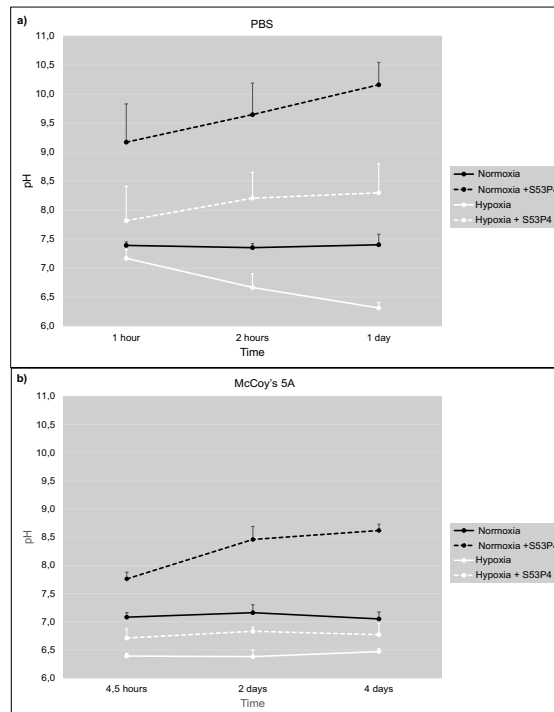 a)
PBS
11,0
10,5
10,0
9,5
9,0
8,5
8,0
7,5
7,0
6,5
6,0
pH
1 hour 2 hours 1 day
Time
Normoxia
Normoxia +S53P4
Hypoxia
Hypoxia + S53P4
b)
McCoy's 5A
11,0
10,5
10,0
9,5
9,0
8,5
8,0
7,5
7,0
6,5
6,0
pH
4,5 hours 2 days 4 days
Time
Normoxia
Normoxia +S53P4
Hypoxia
Hypoxia + S53P4